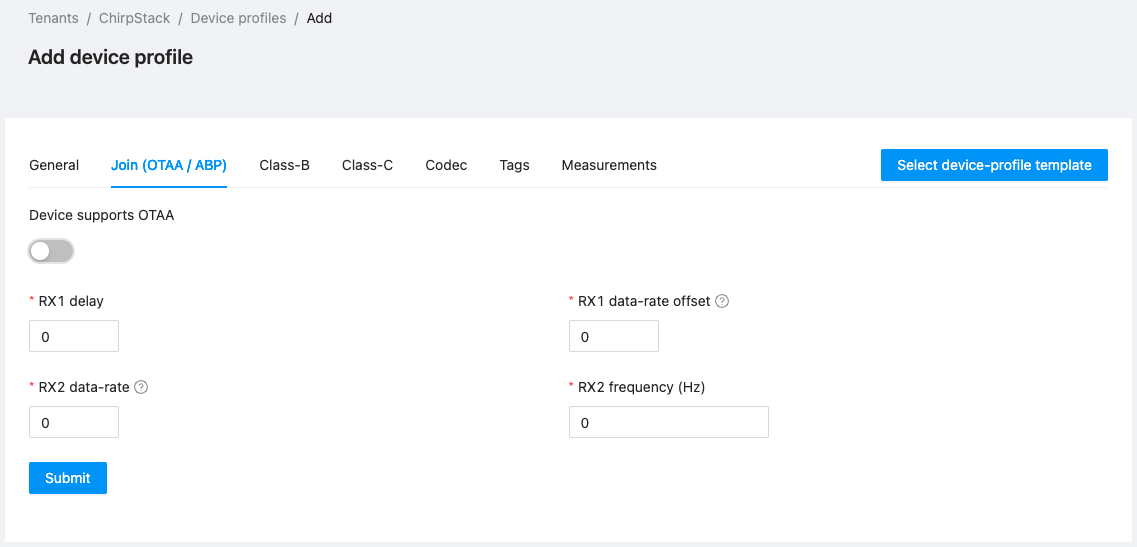 Tenants / ChirpStack / Device profiles / Add
Add device profile
General Join (OTAA / ABP) Class-B Class-C Codec Tags Measurements Select device-profile template
Device supports OTAA
* RX1 delay * RX1 data-rate offset ?
0 0
* RX2 data-rate ? * RX2 frequency (Hz)
0 0
Submit